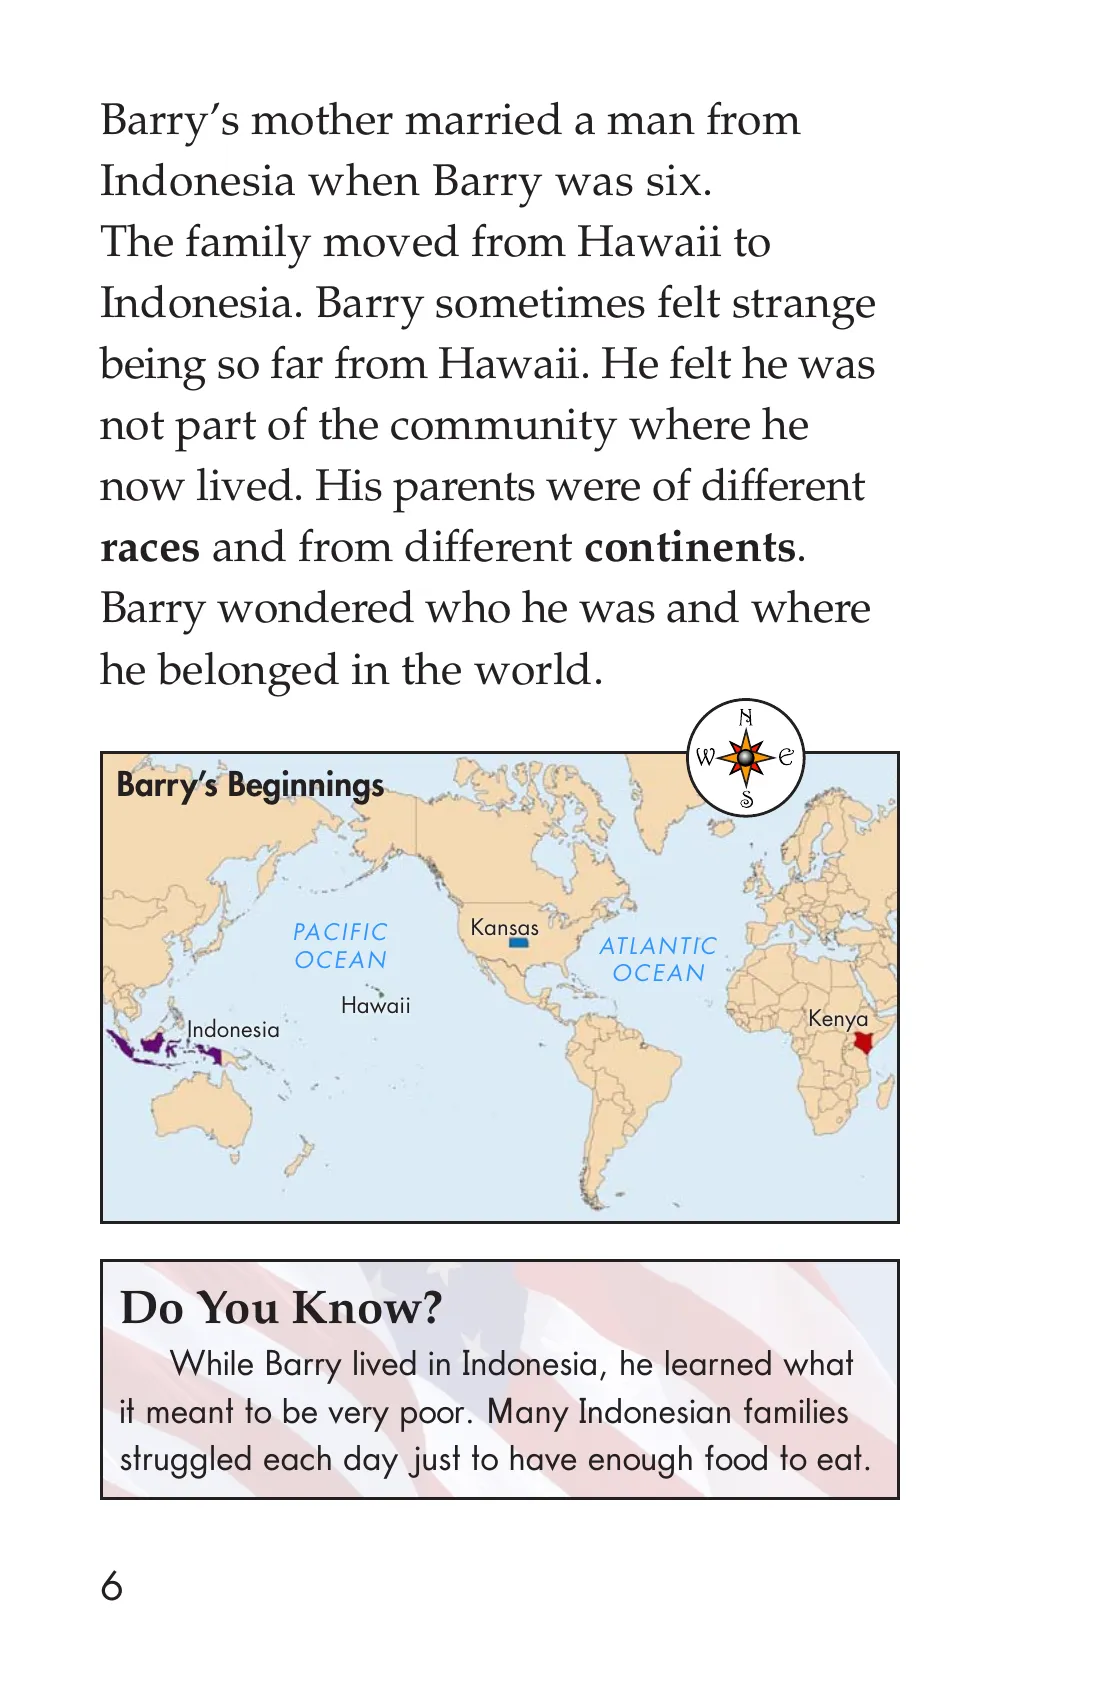 Barry’s mother married a man from
Indonesia when Barry was six.
The family moved from Hawaii to
Indonesia. Barry sometimes felt strange
being so far from Hawaii. He felt he was
not part of the community where he
now lived. His parents were of different
races and from different continents.
Barry wondered who he was and where
he belonged in the world.
N
W E
S
Barry’s Beginnings
PACIFIC
OCEAN
Kansas
ATLANTIC
OCEAN
Hawaii
Indonesia
Kenya
Do You Know?
While Barry lived in Indonesia, he learned what
it meant to be very poor. Many Indonesian families
struggled each day just to have enough food to eat.
6